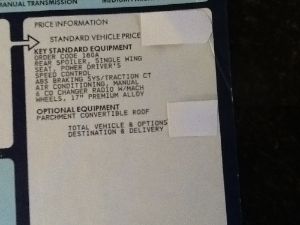 MANUAL TRANSMISSION
PRICE INFORMATION
STANDARD VEHICLE PRICE
KEY STANDARD EQUIPMENT
ORDER CODE 180A
REAR SPOILER, SINGLE WING
SEAT, POWER DRIVER'S
SPEED CONTROL
ABS BRAKING SYS/TRACTION CT
AIR CONDITIONING, MANUAL
6 CD CHANGER RADIO W/MACH
WHEELS, 17" PREMIUM ALLOY
OPTIONAL EQUIPMENT
PARCHMENT CONVERTIBLE ROOF
TOTAL VEHICLE & OPTIONS
DESTINATION & DELIVERY